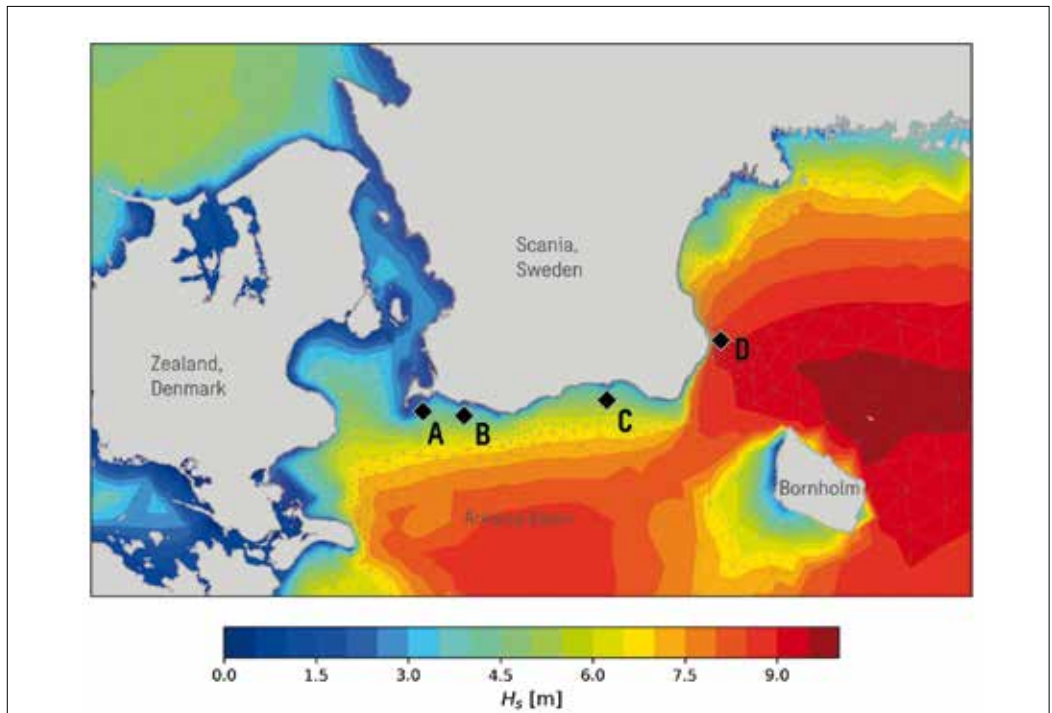 Scania,
Sweden
Zealand,
Denmark
D
A
B
C
Bornholm
0.0 1.5 3.0 4.5 6.0 7.5 9.0
Hₛ [m]